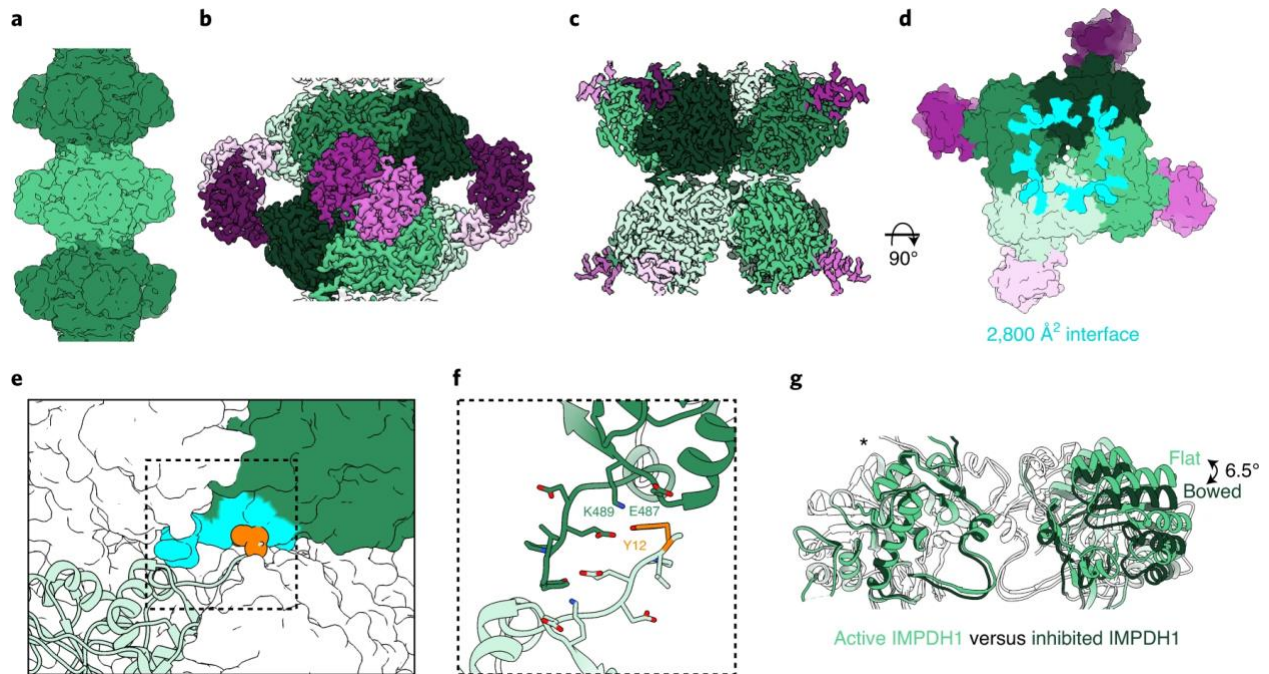 a
b
c
d
90°
2,800 Å² interface
e
f
g
K489
E487
Y12
*
Flat
6.5°
Bowed
Active IMPDH1 versus inhibited IMPDH1